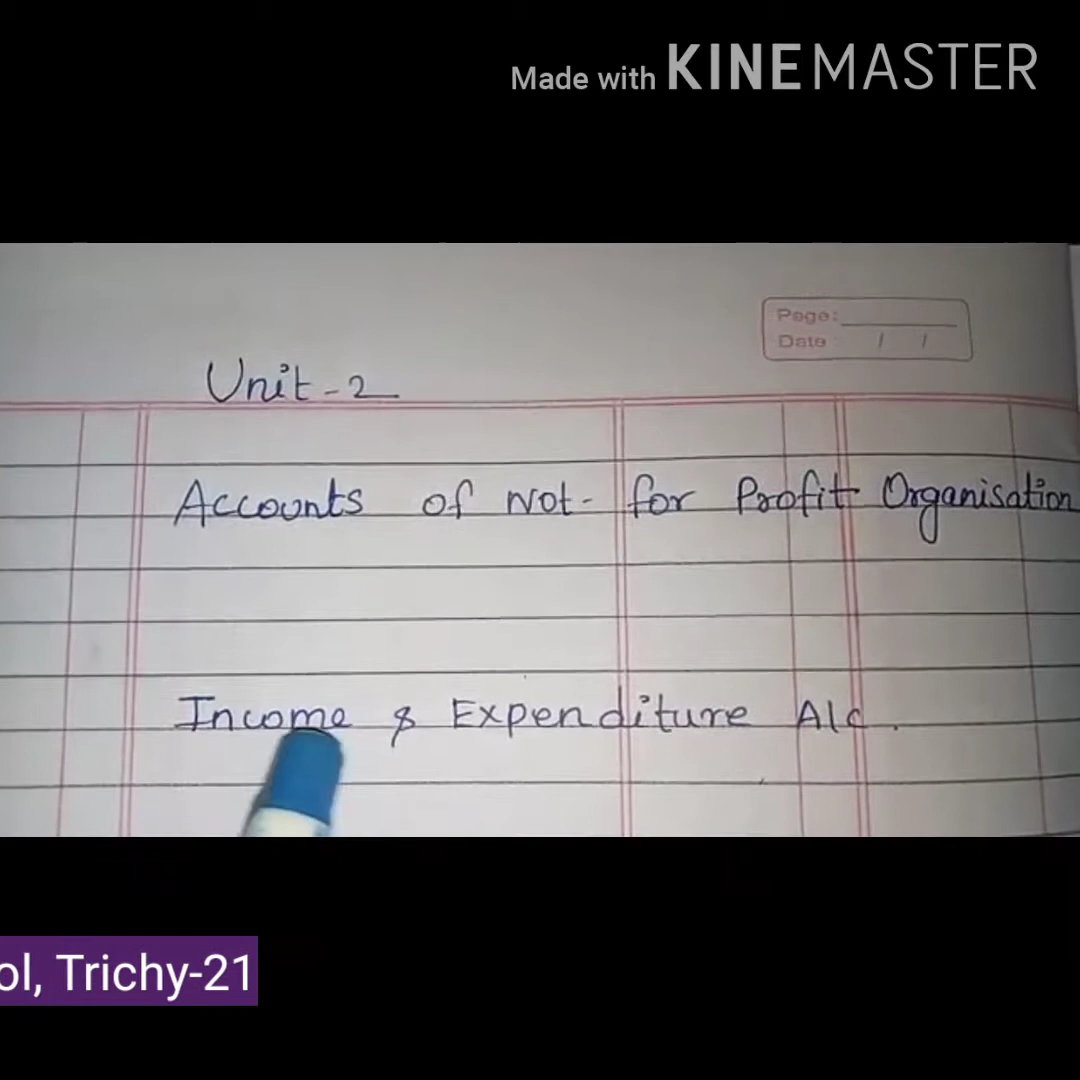 Made with KINEMASTER
Page:
Date / /
Unit-2
Accounts of Not-for Profit Organisation
Income & Expenditure A/c.
ol, Trichy-21